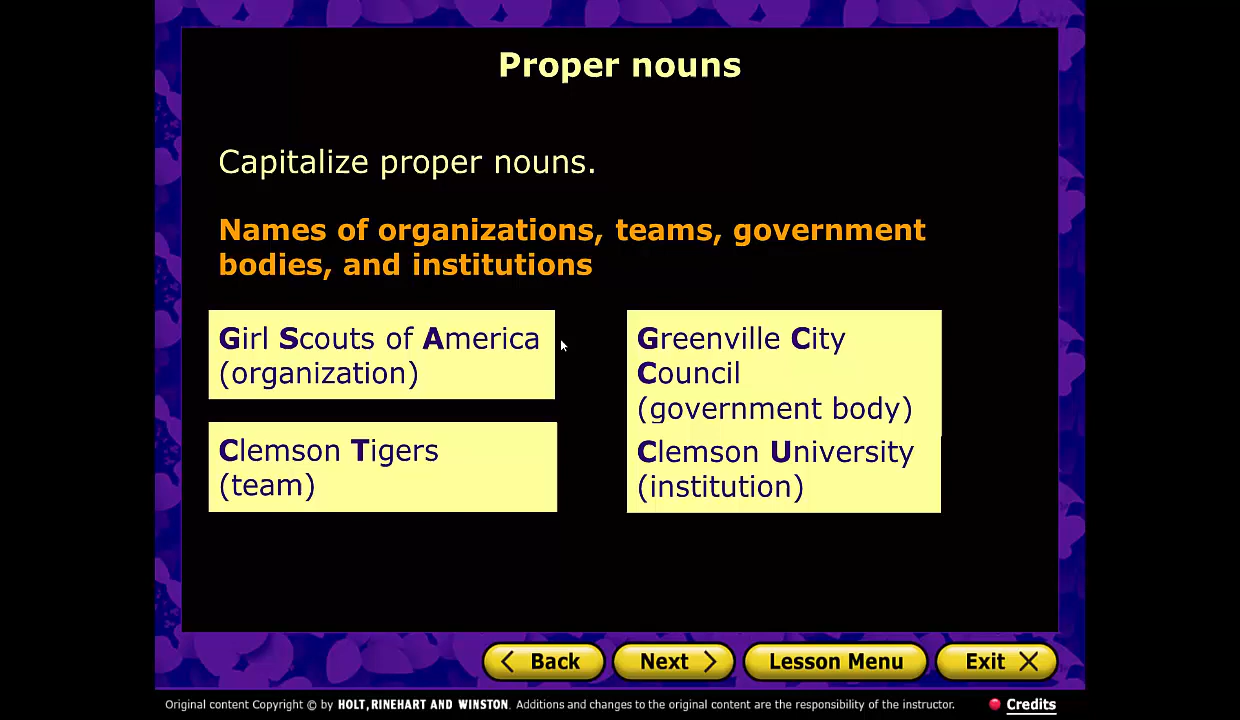 Proper nouns
Capitalize proper nouns.
Names of organizations, teams, government
bodies, and institutions
Girl Scouts of America
(organization)
Clemson Tigers
(team)
Greenville City
Council
(government body)
Clemson University
(institution)
Back
Next
Lesson Menu
Exit
Original content Copyright © by HOLT, RINEHART AND WINSTON. Additions and changes to the original content are the responsibility of the instructor.
Credits